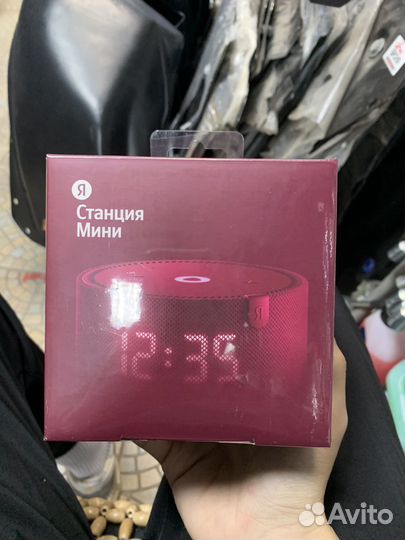 Я
Станция
Мини
Я
12:35
Avito